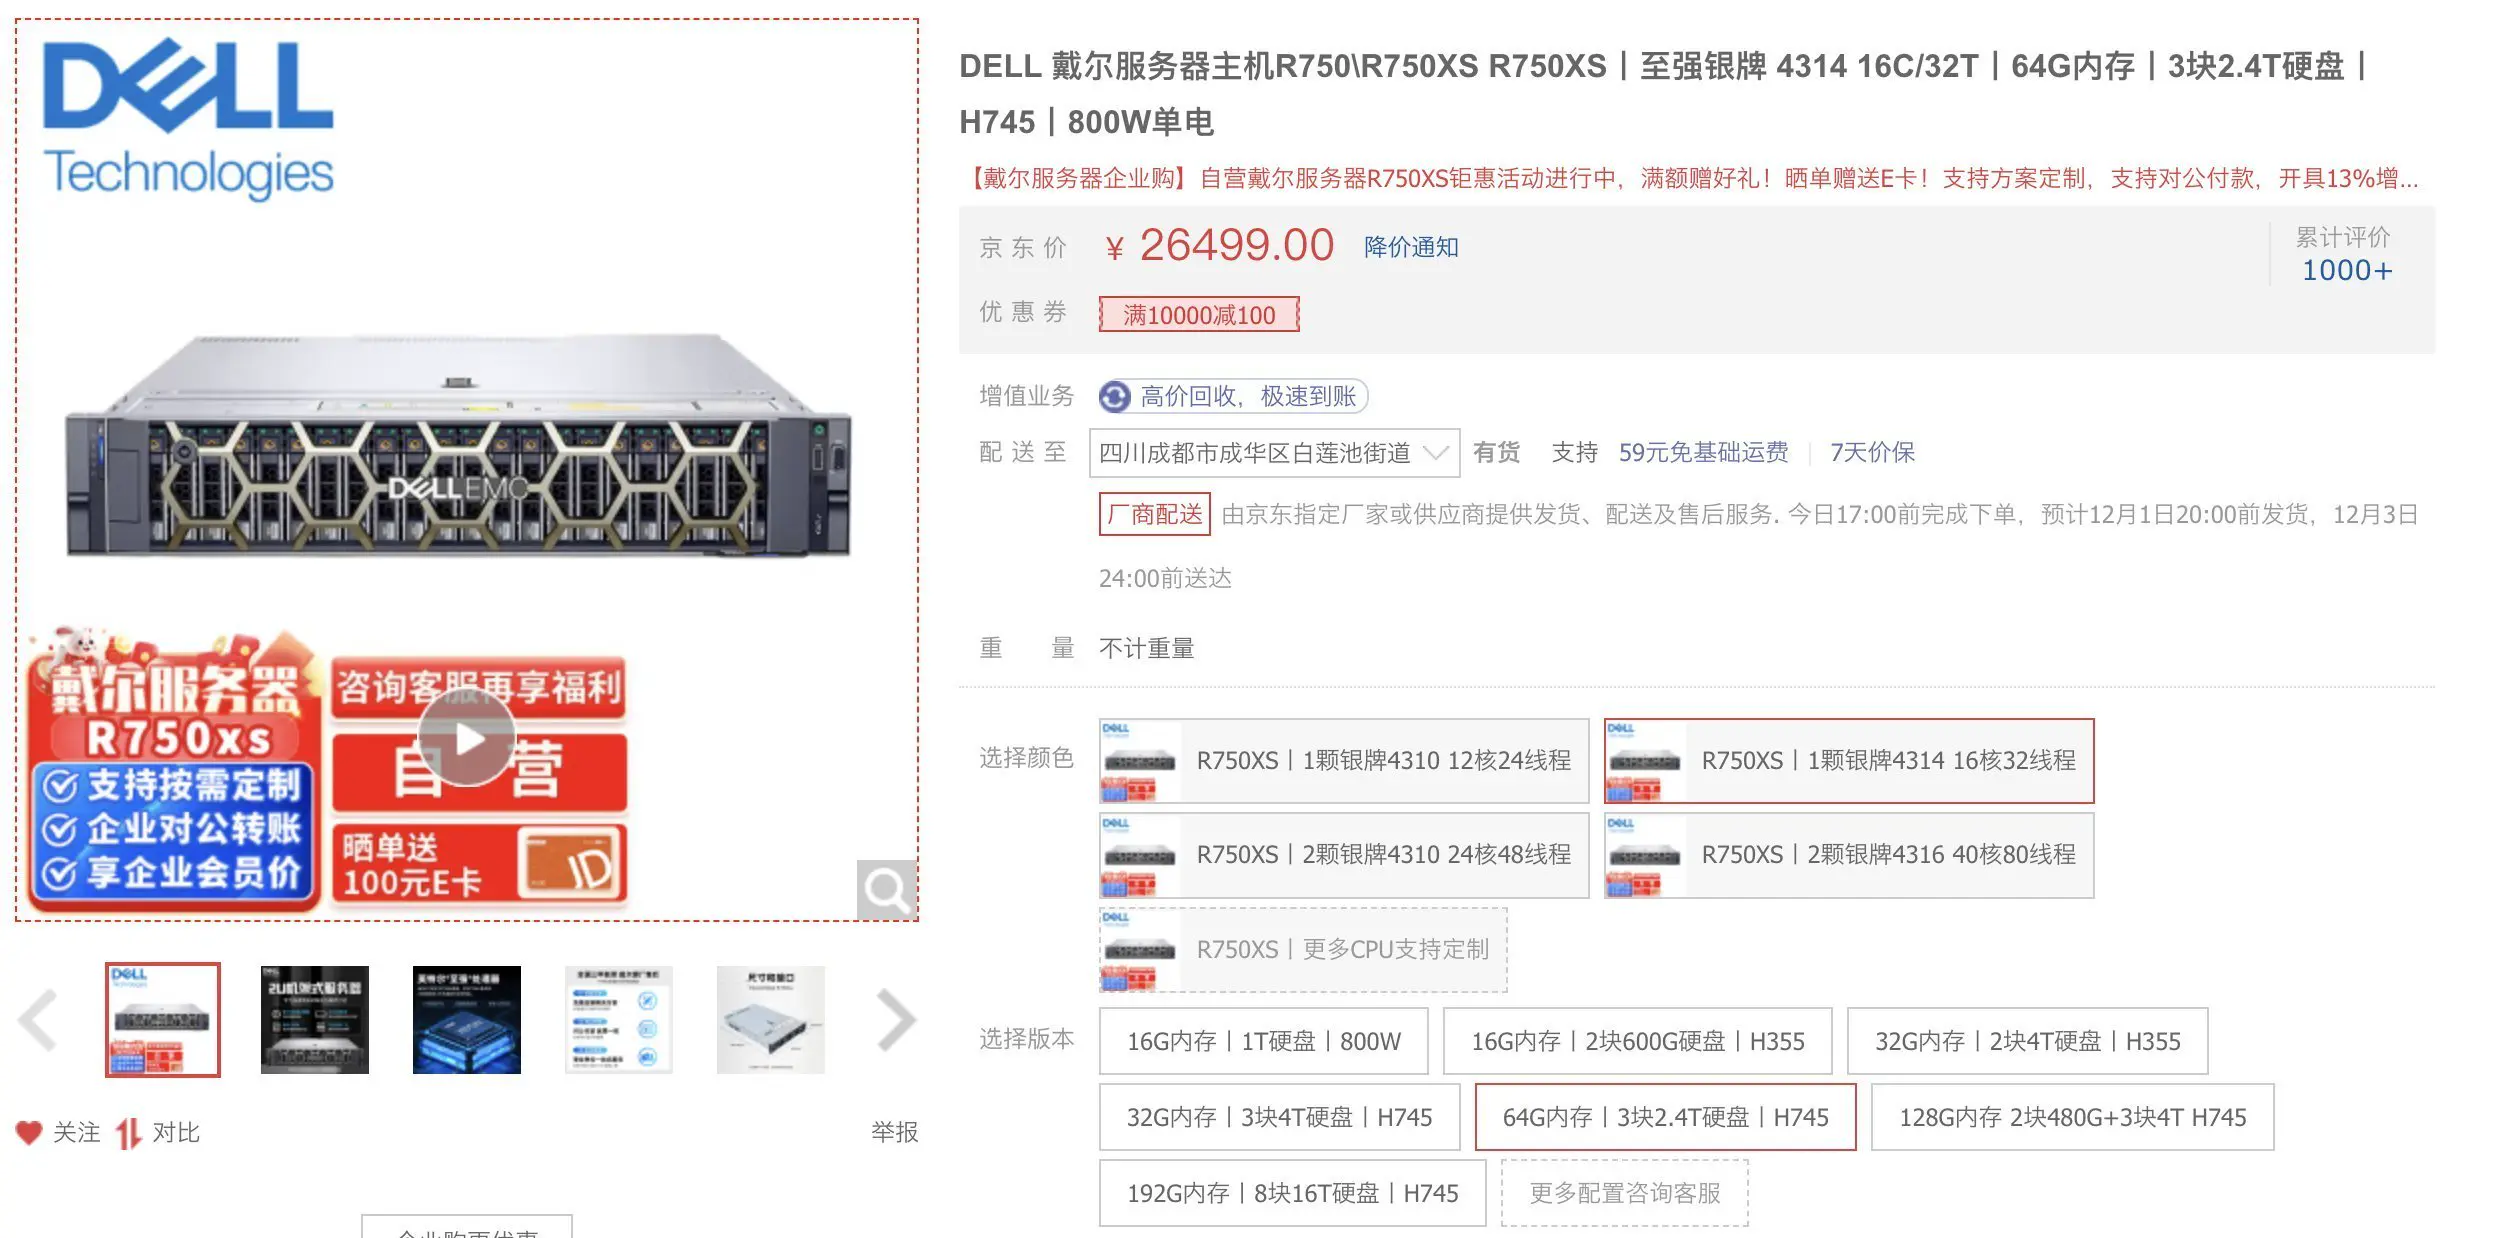 DELL
Technologies
DELL EMC
戴尔服务器
R750xs
支持按需定制
企业对公转账
享企业会员价
咨询客服再享福利
自营
晒单送
100元E卡
JD
关注
对比
举报
DELL 戴尔服务器主机R750\R750XS R750XS丨至强银牌 4314 16C/32T丨64G内存丨3块2.4T硬盘丨
H745丨800W单电
【戴尔服务器企业购】自营戴尔服务器R750XS钜惠活动进行中，满额赠好礼！晒单赠送E卡！支持方案定制，支持对公付款，开具13%增...
京东价 ￥26499.00 降价通知
累计评价
1000+
优惠券 满10000减100
增值业务 高价回收，极速到账
配送至 四川成都市成华区白莲池街道 有货 支持 59元免基础运费 7天价保
厂商配送 由京东指定厂家或供应商提供发货、配送及售后服务. 今日17:00前完成下单，预计12月1日20:00前发货，12月3日
24:00前送达
重量 不计重量
选择颜色 R750XS丨1颗银牌4310 12核24线程 R750XS丨1颗银牌4314 16核32线程
R750XS丨2颗银牌4310 24核48线程 R750XS丨2颗银牌4316 40核80线程
R750XS丨更多CPU支持定制
选择版本 16G内存丨1T硬盘丨800W 16G内存丨2块600G硬盘丨H355 32G内存丨2块4T硬盘丨H355
32G内存丨3块4T硬盘丨H745 64G内存丨3块2.4T硬盘丨H745 128G内存 2块480G+3块4T H745
192G内存丨8块16T硬盘丨H745 更多配置咨询客服
DELL
Technologies
2U机架式服务器
尺寸和接口